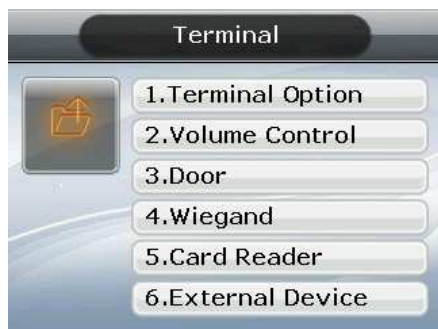 Terminal
1.Terminal Option
2.Volume Control
3.Door
4.Wiegand
5.Card Reader
6.External Device